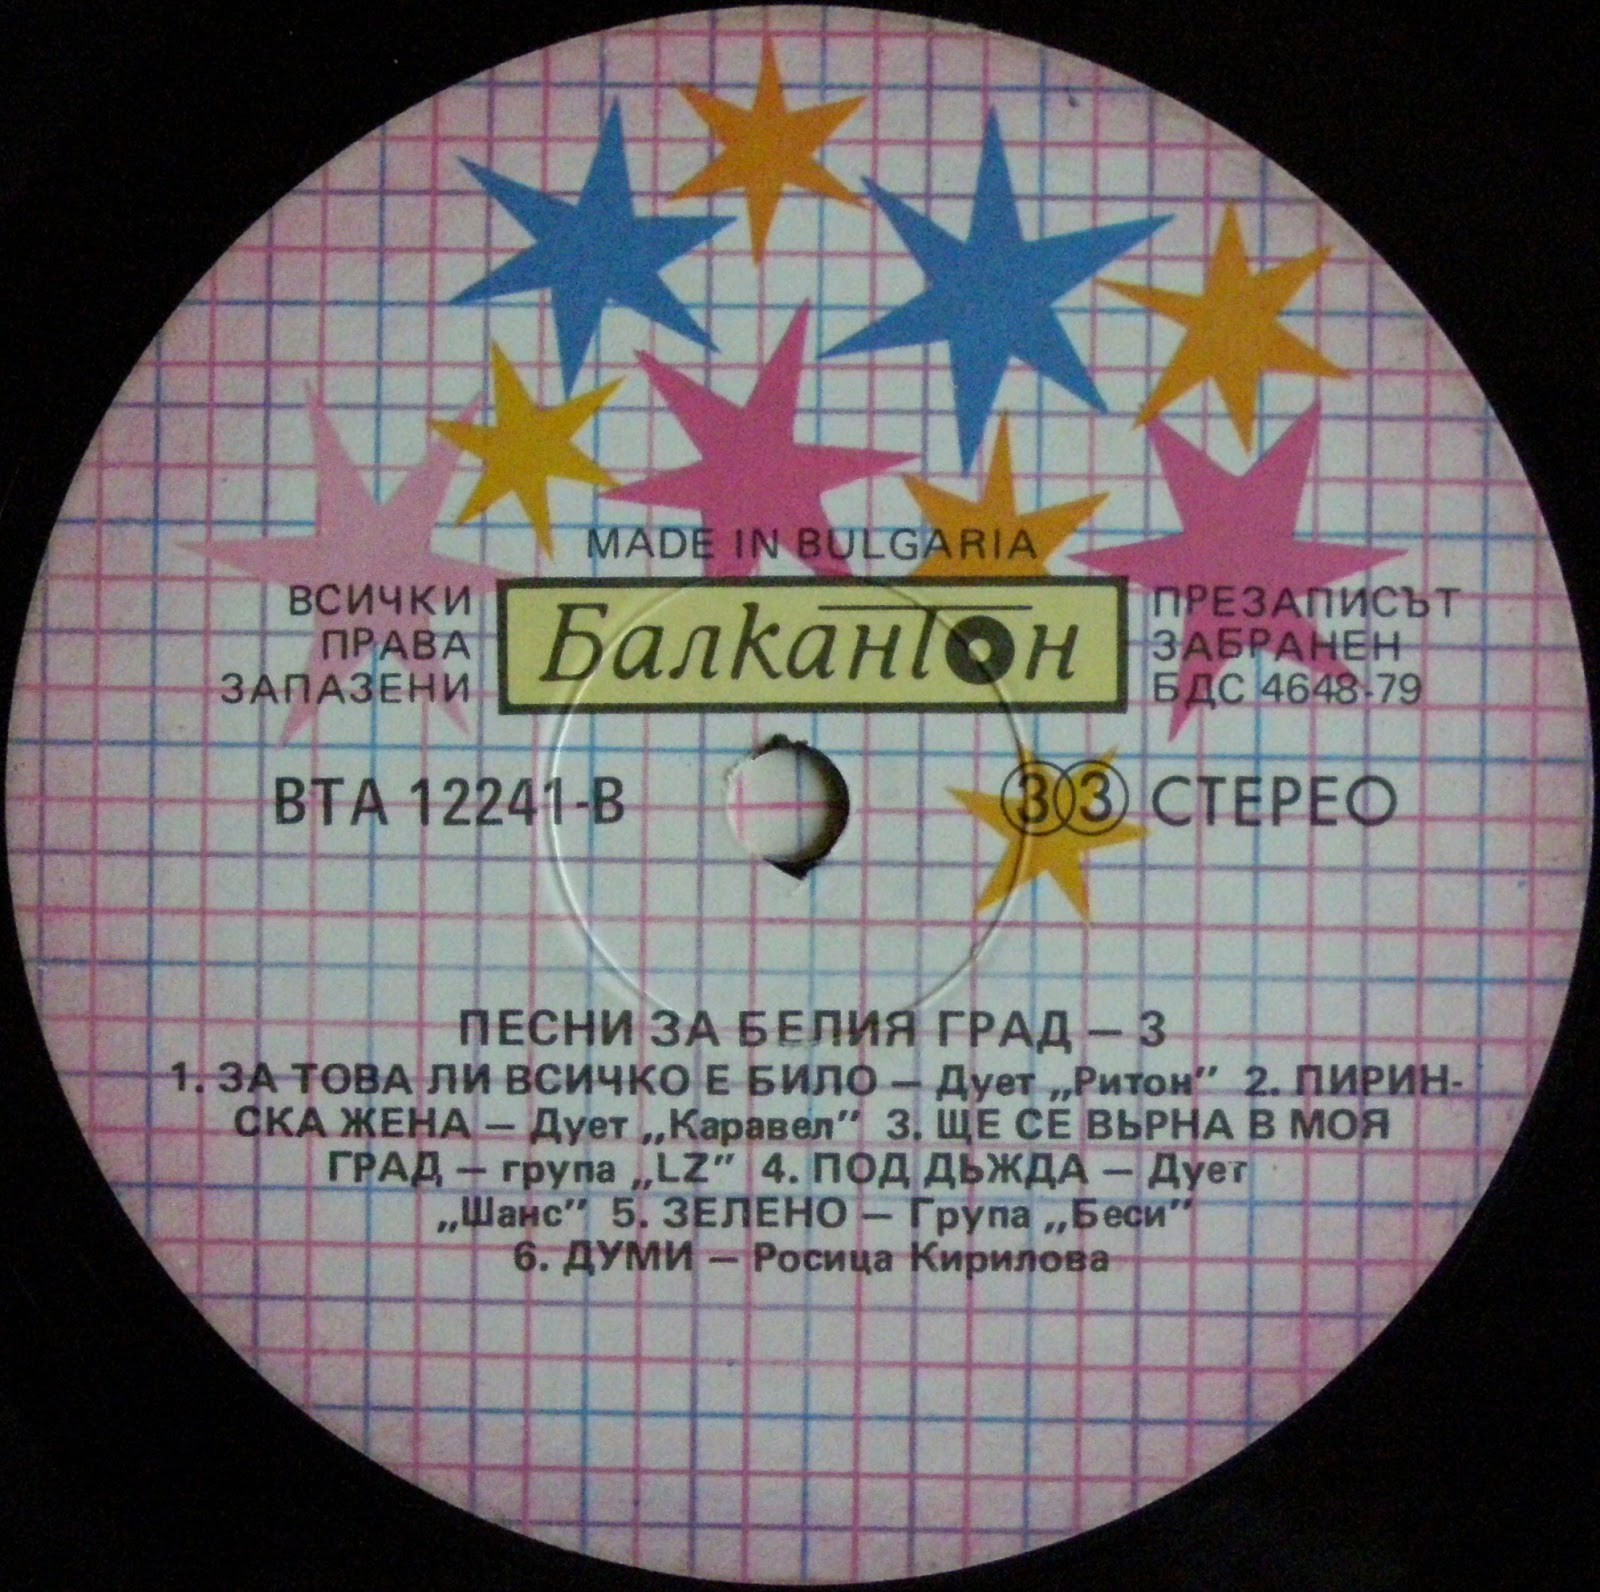 MADE IN BULGARIA
ВСИЧКИ
ПРАВА
ЗАПАЗЕНИ
Балкантон
ПРЕЗАПИСЪТ
ЗАБРАНЕН
БДС 4648-79
ВТА 12241-В
33 СТЕРЕО
ПЕСНИ ЗА БЕЛИЯ ГРАД – 3
1. ЗА ТОВА ЛИ ВСИЧКО Е БИЛО – Дует „Ритон” 2. ПИРИН-
СКА ЖЕНА – Дует „Каравел” 3. ЩЕ СЕ ВЪРНА В МОЯ
ГРАД – група „LZ” 4. ПОД ДЪЖДА – Дует
„Шанс” 5. ЗЕЛЕНО – Група „Беси”
6. ДУМИ – Росица Кирилова